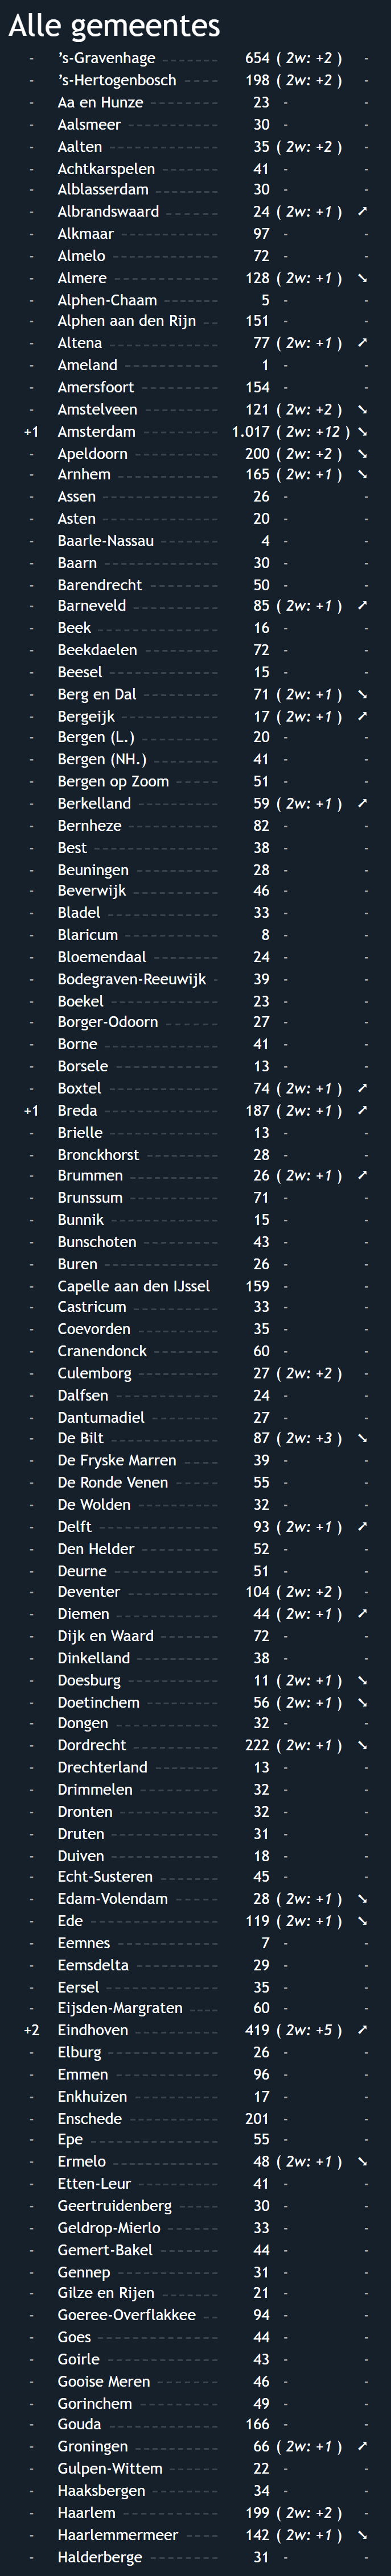 Alle gemeentes
- ’s-Gravenhage ------- 654 ( 2w: +2 ) -
- ’s-Hertogenbosch ----- 198 ( 2w: +2 ) -
- Aa en Hunze -------- 23 - -
- Aalsmeer ---------- 30 - -
- Aalten ------------ 35 ( 2w: +2 ) -
- Achtkarspelen ------- 41 - -
- Alblasserdam -------- 30 - -
- Albrandswaard ------ 24 ( 2w: +1 ) ➚
- Alkmaar ----------- 97 - -
- Almelo ------------ 72 - -
- Almere ------------ 128 ( 2w: +1 ) ➘
- Alphen-Chaam ------- 5 - -
- Alphen aan den Rijn -- 151 - -
- Altena ------------ 77 ( 2w: +1 ) ➚
- Ameland ----------- 1 - -
- Amersfoort --------- 154 - -
- Amstelveen --------- 121 ( 2w: +2 ) ➘
+1 Amsterdam --------- 1.017 ( 2w: +12 ) ➘
- Apeldoorn ---------- 200 ( 2w: +2 ) ➘
- Arnhem ----------- 165 ( 2w: +1 ) ➘
- Assen ------------- 26 - -
- Asten ------------- 20 - -
- Baarle-Nassau ------- 4 - -
- Baarn ------------- 30 - -
- Barendrecht -------- 50 - -
- Barneveld ---------- 85 ( 2w: +1 ) ➚
- Beek ------------- 16 - -
- Beekdaelen --------- 72 - -
- Beesel ------------ 15 - -
- Berg en Dal --------- 71 ( 2w: +1 ) ➘
- Bergeijk ----------- 17 ( 2w: +1 ) ➚
- Bergen (L.) --------- 20 - -
- Bergen (NH.) -------- 41 - -
- Bergen op Zoom ----- 51 - -
- Berkelland ---------- 59 ( 2w: +1 ) ➚
- Bernheze ---------- 82 - -
- Best -------------- 38 - -
- Beuningen --------- 28 - -
- Beverwijk ---------- 46 - -
- Bladel ------------ 33 - -
- Blaricum ----------- 8 - -
- Bloemendaal -------- 24 - -
- Bodegraven-Reeuwijk - 39 - -
- Boekel ------------ 23 - -
- Borger-Odoorn ------ 27 - -
- Borne ------------- 41 - -
- Borsele ------------ 13 - -
- Boxtel ------------ 74 ( 2w: +1 ) ➚
+1 Breda ------------- 187 ( 2w: +1 ) ➚
- Brielle ------------ 13 - -
- Bronckhorst --------- 28 - -
- Brummen ---------- 26 ( 2w: +1 ) ➚
- Brunssum ---------- 71 - -
- Bunnik ------------ 15 - -
- Bunschoten --------- 43 - -
- Buren ------------- 26 - -
- Capelle aan den IJssel 159 - -
- Castricum ---------- 33 - -
- Coevorden --------- 35 - -
- Cranendonck -------- 60 - -
- Culemborg --------- 27 ( 2w: +2 ) -
- Dalfsen ------------ 24 - -
- Dantumadiel -------- 27 - -
- De Bilt ------------ 87 ( 2w: +3 ) ➘
- De Fryske Marren ---- 39 - -
- De Ronde Venen ----- 55 - -
- De Wolden --------- 32 - -
- Delft ------------- 93 ( 2w: +1 ) ➚
- Den Helder --------- 52 - -
- Deurne ------------ 51 - -
- Deventer ---------- 104 ( 2w: +2 ) -
- Diemen ----------- 44 ( 2w: +1 ) ➚
- Dijk en Waard ------- 72 - -
- Dinkelland ---------- 38 - -
- Doesburg ---------- 11 ( 2w: +1 ) ➘
- Doetinchem --------- 56 ( 2w: +1 ) ➘
- Dongen ----------- 32 - -
- Dordrecht ---------- 222 ( 2w: +1 ) ➘
- Drechterland -------- 13 - -
- Drimmelen --------- 32 - -
- Dronten ----------- 32 - -
- Druten ------------ 31 - -
- Duiven ------------ 18 - -
- Echt-Susteren ------- 45 - -
- Edam-Volendam ----- 28 ( 2w: +1 ) ➘
- Ede -------------- 119 ( 2w: +1 ) ➘
- Eemnes ----------- 7 - -
- Eemsdelta ---------- 29 - -
- Eersel ------------ 35 - -
- Eijsden-Margraten ---- 60 - -
+2 Eindhoven ---------- 419 ( 2w: +5 ) ➚
- Elburg ------------ 26 - -
- Emmen ----------- 96 - -
- Enkhuizen ---------- 17 - -
- Enschede ---------- 201 - -
- Epe -------------- 55 - -
- Ermelo ------------ 48 ( 2w: +1 ) ➘
- Etten-Leur ---------- 41 - -
- Geertruidenberg ----- 30 - -
- Geldrop-Mierlo ------- 33 - -
- Gemert-Bakel ------- 44 - -
- Gennep ----------- 31 - -
- Gilze en Rijen ------- 21 - -
- Goeree-Overflakkee -- 94 - -
- Goes ------------- 44 - -
- Goirle ------------ 43 - -
- Gooise Meren ------- 46 - -
- Gorinchem --------- 49 - -
- Gouda ------------ 166 - -
- Groningen --------- 66 ( 2w: +1 ) ➚
- Gulpen-Wittem ------ 22 - -
- Haaksbergen -------- 34 - -
- Haarlem ----------- 199 ( 2w: +2 ) -
- Haarlemmermeer ---- 142 ( 2w: +1 ) ➘
- Halderberge -------- 31 - -